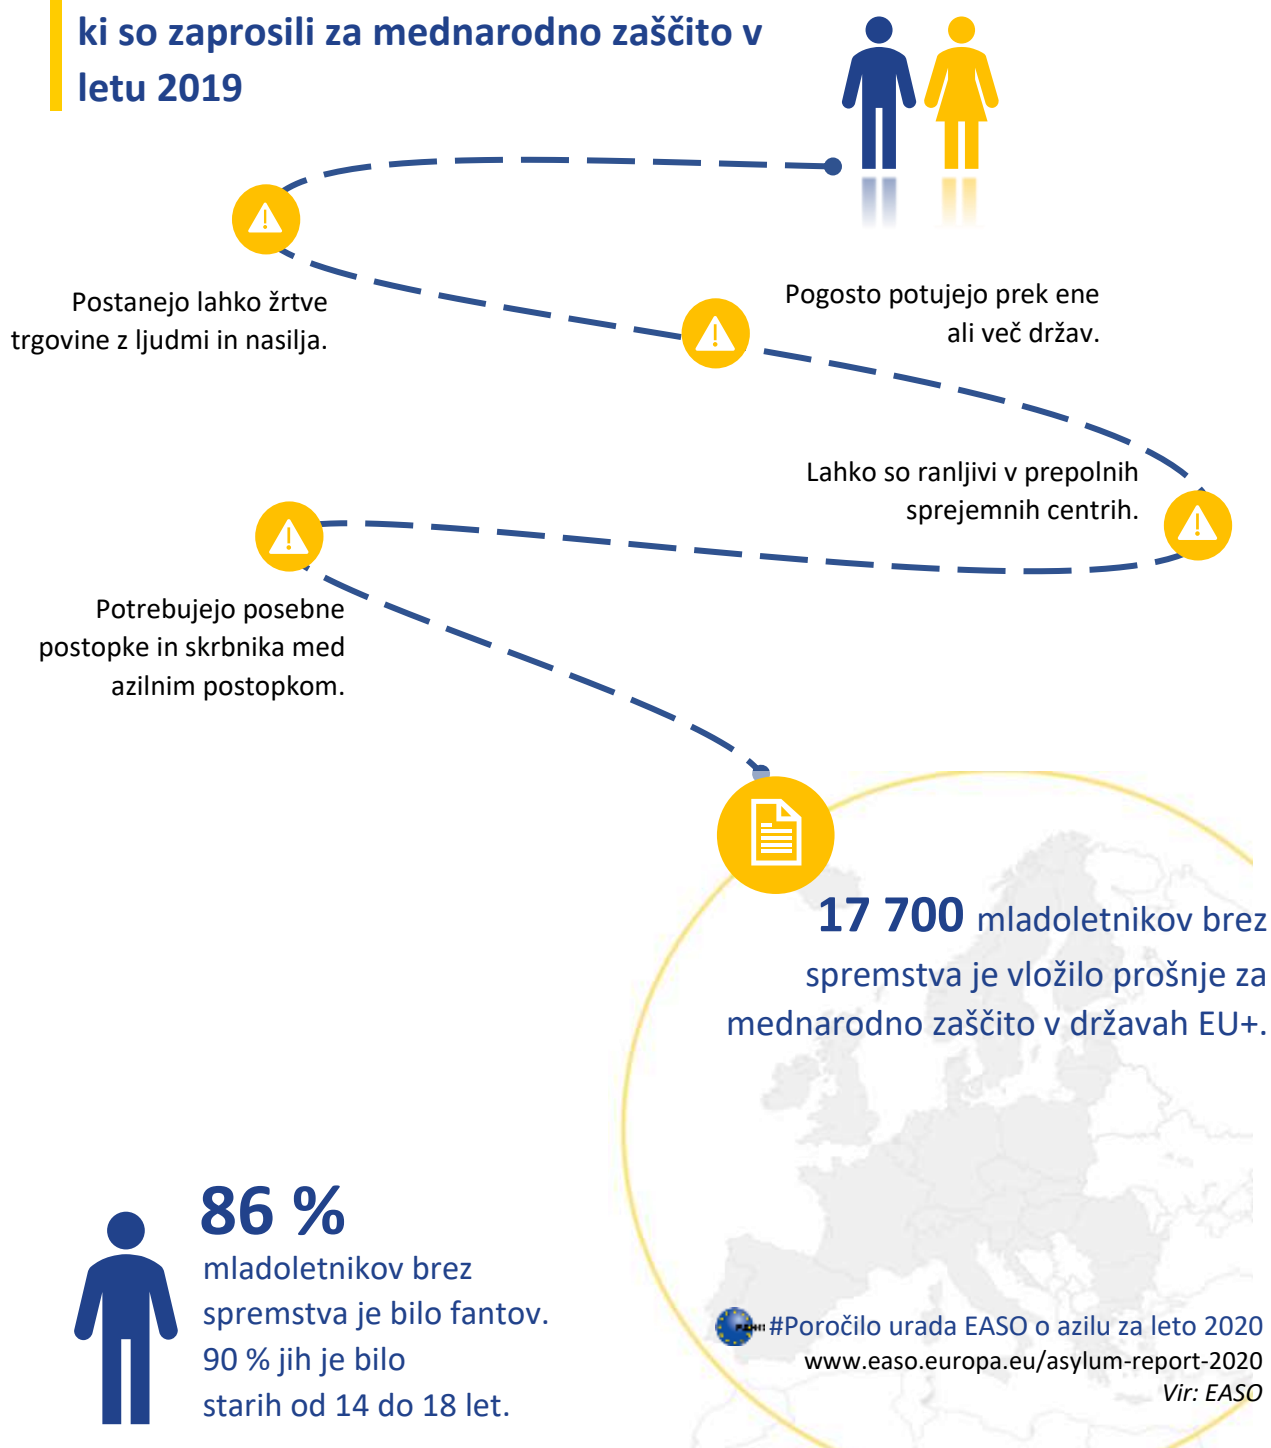 ki so zaprosili za mednarodno zaščito v
letu 2019
Postanejo lahko žrtve
trgovine z ljudmi in nasilja.
Pogosto potujejo prek ene
ali več držav.
Lahko so ranljivi v prepolnih
sprejemnih centrih.
Potrebujejo posebne
postopke in skrbnika med
azilnim postopkom.
17 700 mladoletnikov brez
spremstva je vložilo prošnje za
mednarodno zaščito v državah EU+.
86 %
mladoletnikov brez
spremstva je bilo fantov.
90 % jih je bilo
starih od 14 do 18 let.
#Poročilo urada EASO o azilu za leto 2020
www.easo.europa.eu/asylum-report-2020
Vir: EASO